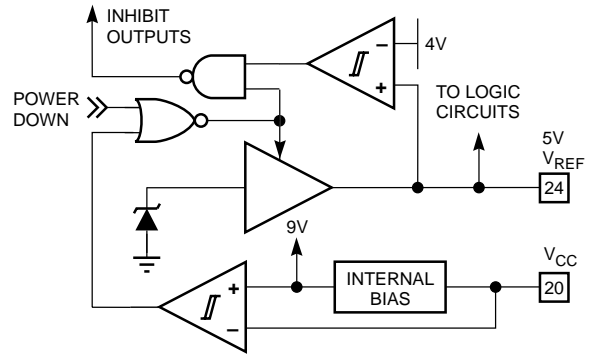 INHIBIT
OUTPUTS
−
4V
+
POWER
DOWN
TO LOGIC
CIRCUITS
5V
VREF
24
9V
VCC
+
INTERNAL
BIAS
20
−